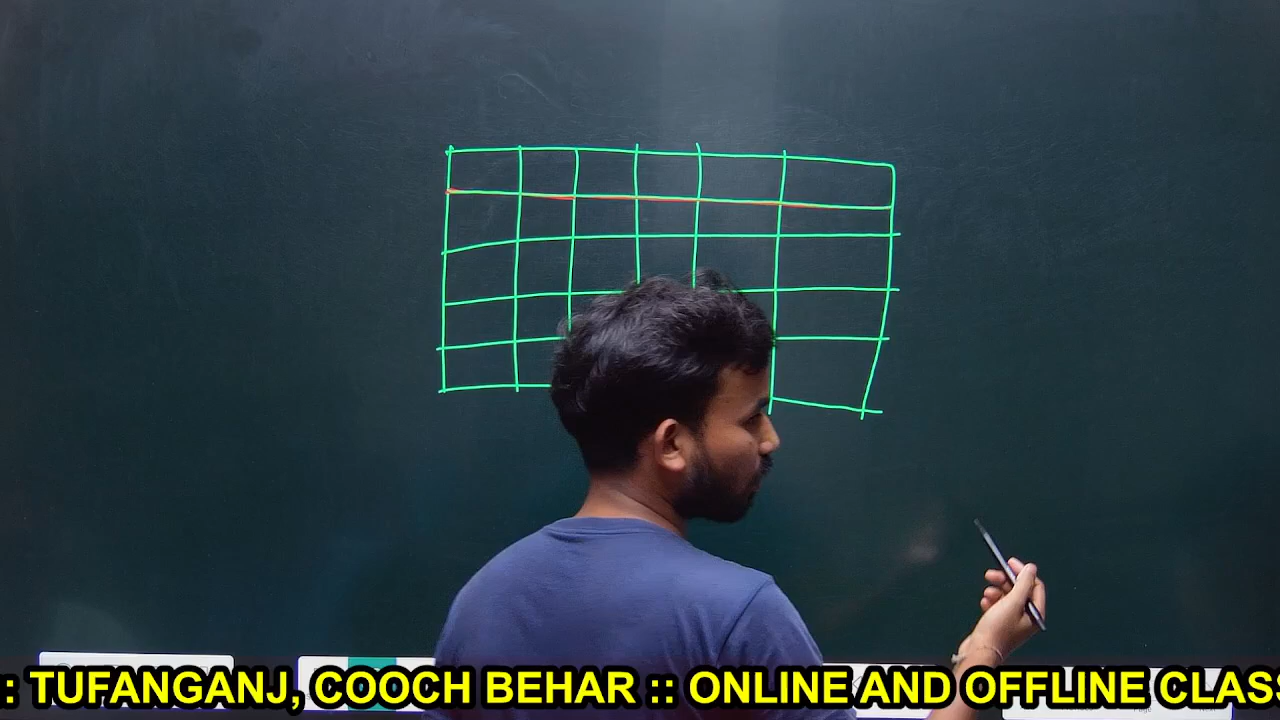 :: TUFANGANJ, COOCH BEHAR :: ONLINE AND OFFLINE CLASS